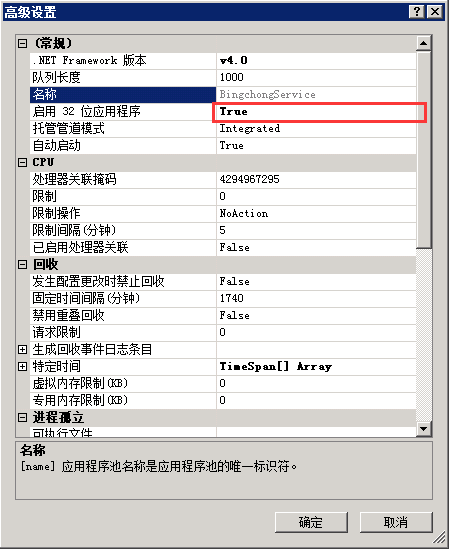 高级设置
(常规)
.NET Framework 版本 v4.0
队列长度 1000
名称 BingchongService
启用 32 位应用程序 True
托管管道模式 Integrated
自动启动 True
CPU
处理器关联掩码 4294967295
限制 0
限制操作 NoAction
限制间隔(分钟) 5
已启用处理器关联 False
回收
发生配置更改时禁止回收 False
固定时间间隔(分钟) 1740
禁用重叠回收 False
请求限制 0
生成回收事件日志条目
特定时间 TimeSpan[] Array
虚拟内存限制(KB) 0
专用内存限制(KB) 0
进程孤立
可执行文件
名称
[name] 应用程序池名称是应用程序池的唯一标识符。
确定 取消